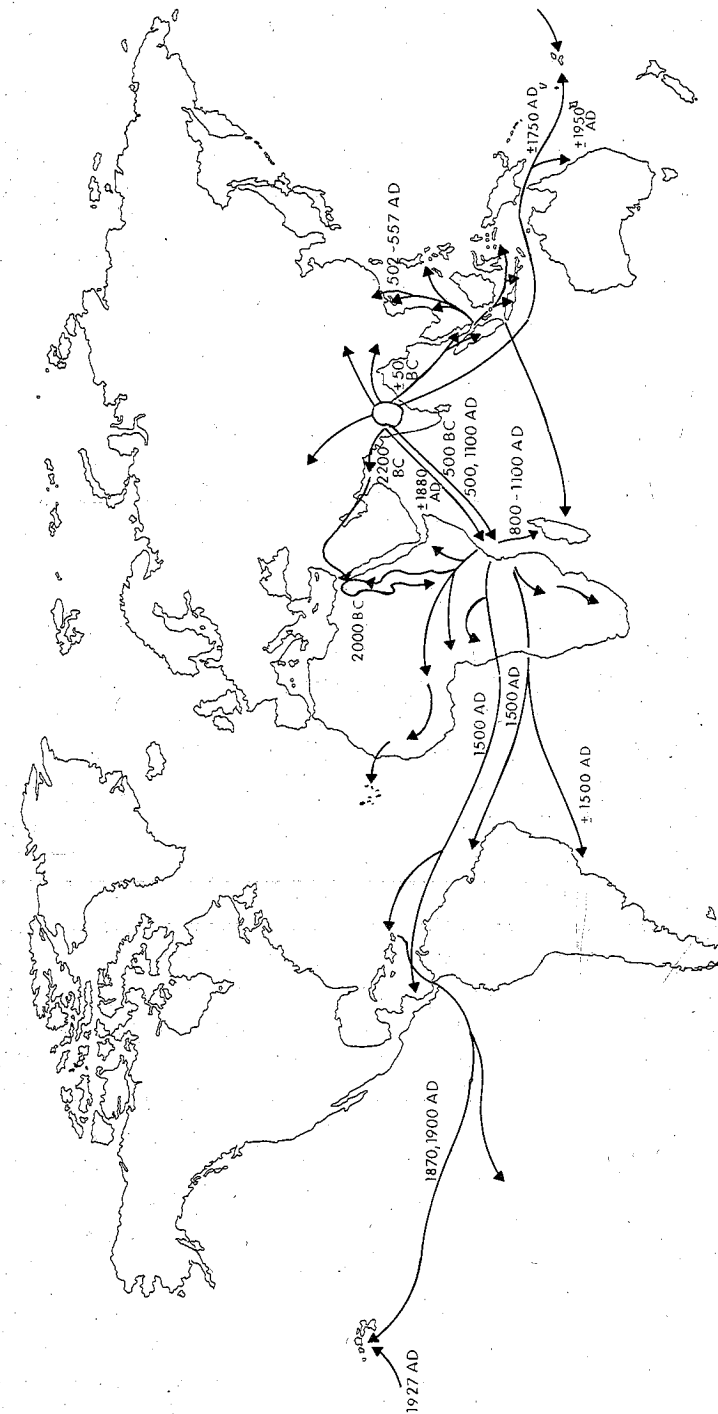 1927 AD
1870, 1900 AD
± 1500 AD
1500 AD
1500 AD
2000 BC
2200
BC
±1880
AD
500 BC
500, 1100 AD
800-1100 AD
±50
BC
502-557 AD
±1750 AD
±1950
AD